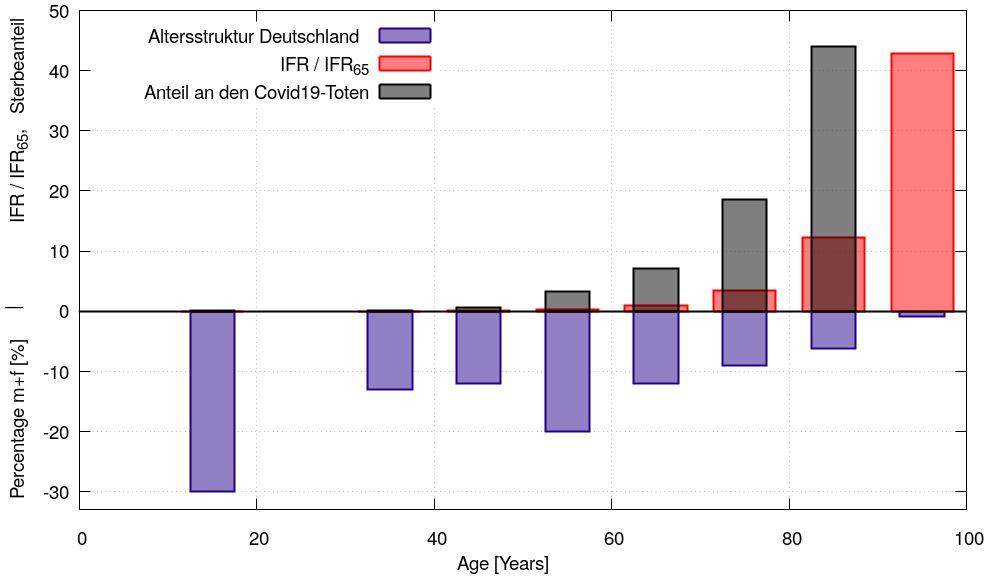 Altersstruktur Deutschland
IFR / IFR65
Anteil an den Covid19-Toten
50
40
30
20
10
0
-10
-20
-30
Percentage m+f [%] | IFR / IFR65, Sterbeanteil
0 20 40 60 80 100
Age [Years]